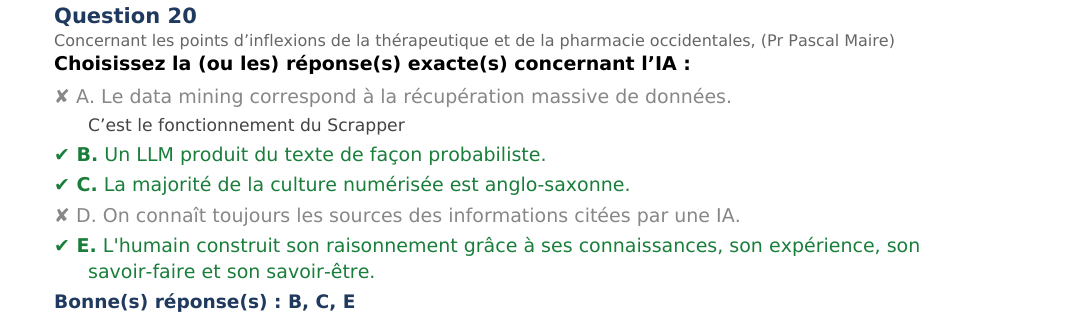 Question 20
Concernant les points d’inflexions de la thérapeutique et de la pharmacie occidentales, (Pr Pascal Maire)
Choisissez la (ou les) réponse(s) exacte(s) concernant l’IA :
✘ A. Le data mining correspond à la récupération massive de données.
C’est le fonctionnement du Scrapper
✔ B. Un LLM produit du texte de façon probabiliste.
✔ C. La majorité de la culture numérisée est anglo-saxonne.
✘ D. On connaît toujours les sources des informations citées par une IA.
✔ E. L'humain construit son raisonnement grâce à ses connaissances, son expérience, son
savoir-faire et son savoir-être.
Bonne(s) réponse(s) : B, C, E